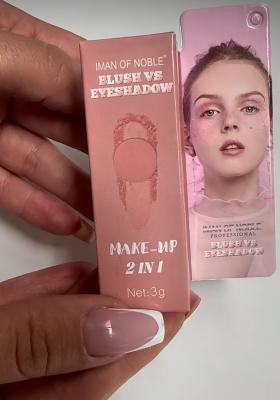 IMAN OF NOBLE®
BLUSH VS
EYESHADOW
MAKE-UP
2 IN 1
Net:3g
IMAN OF NOBLE®
PROFESSIONAL
BLUSH VS
EYESHADOW